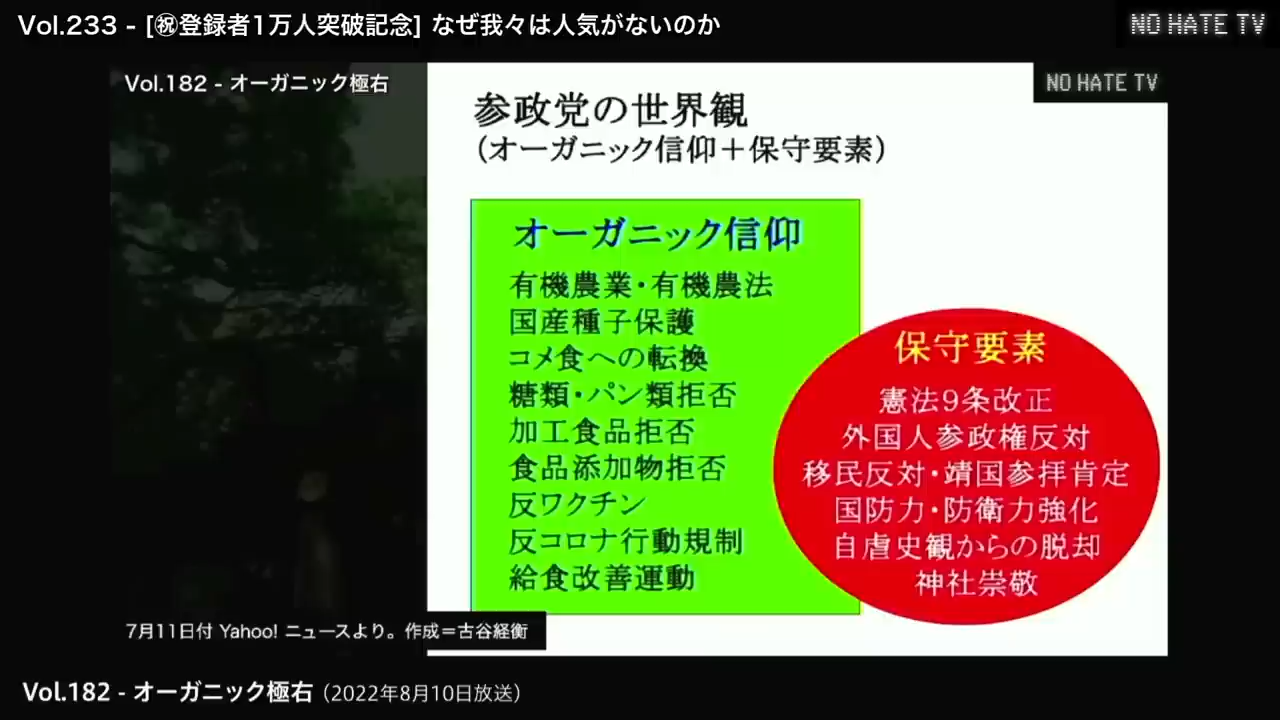 Vol.233 - [㊗登録者1万人突破記念] なぜ我々は人気がないのか
NO HATE TV
Vol.182 - オーガニック極右
NO HATE TV
参政党の世界観
（オーガニック信仰＋保守要素）
オーガニック信仰
有機農業・有機農法
国産種子保護
コメ食への転換
糖類・パン類拒否
加工食品拒否
食品添加物拒否
反ワクチン
反コロナ行動規制
給食改善運動
保守要素
憲法9条改正
外国人参政権反対
移民反対・靖国参拝肯定
国防力・防衛力強化
自虐史観からの脱却
神社崇敬
7月11日付 Yahoo! ニュースより。作成＝古谷経衡
Vol.182 - オーガニック極右（2022年8月10日放送）